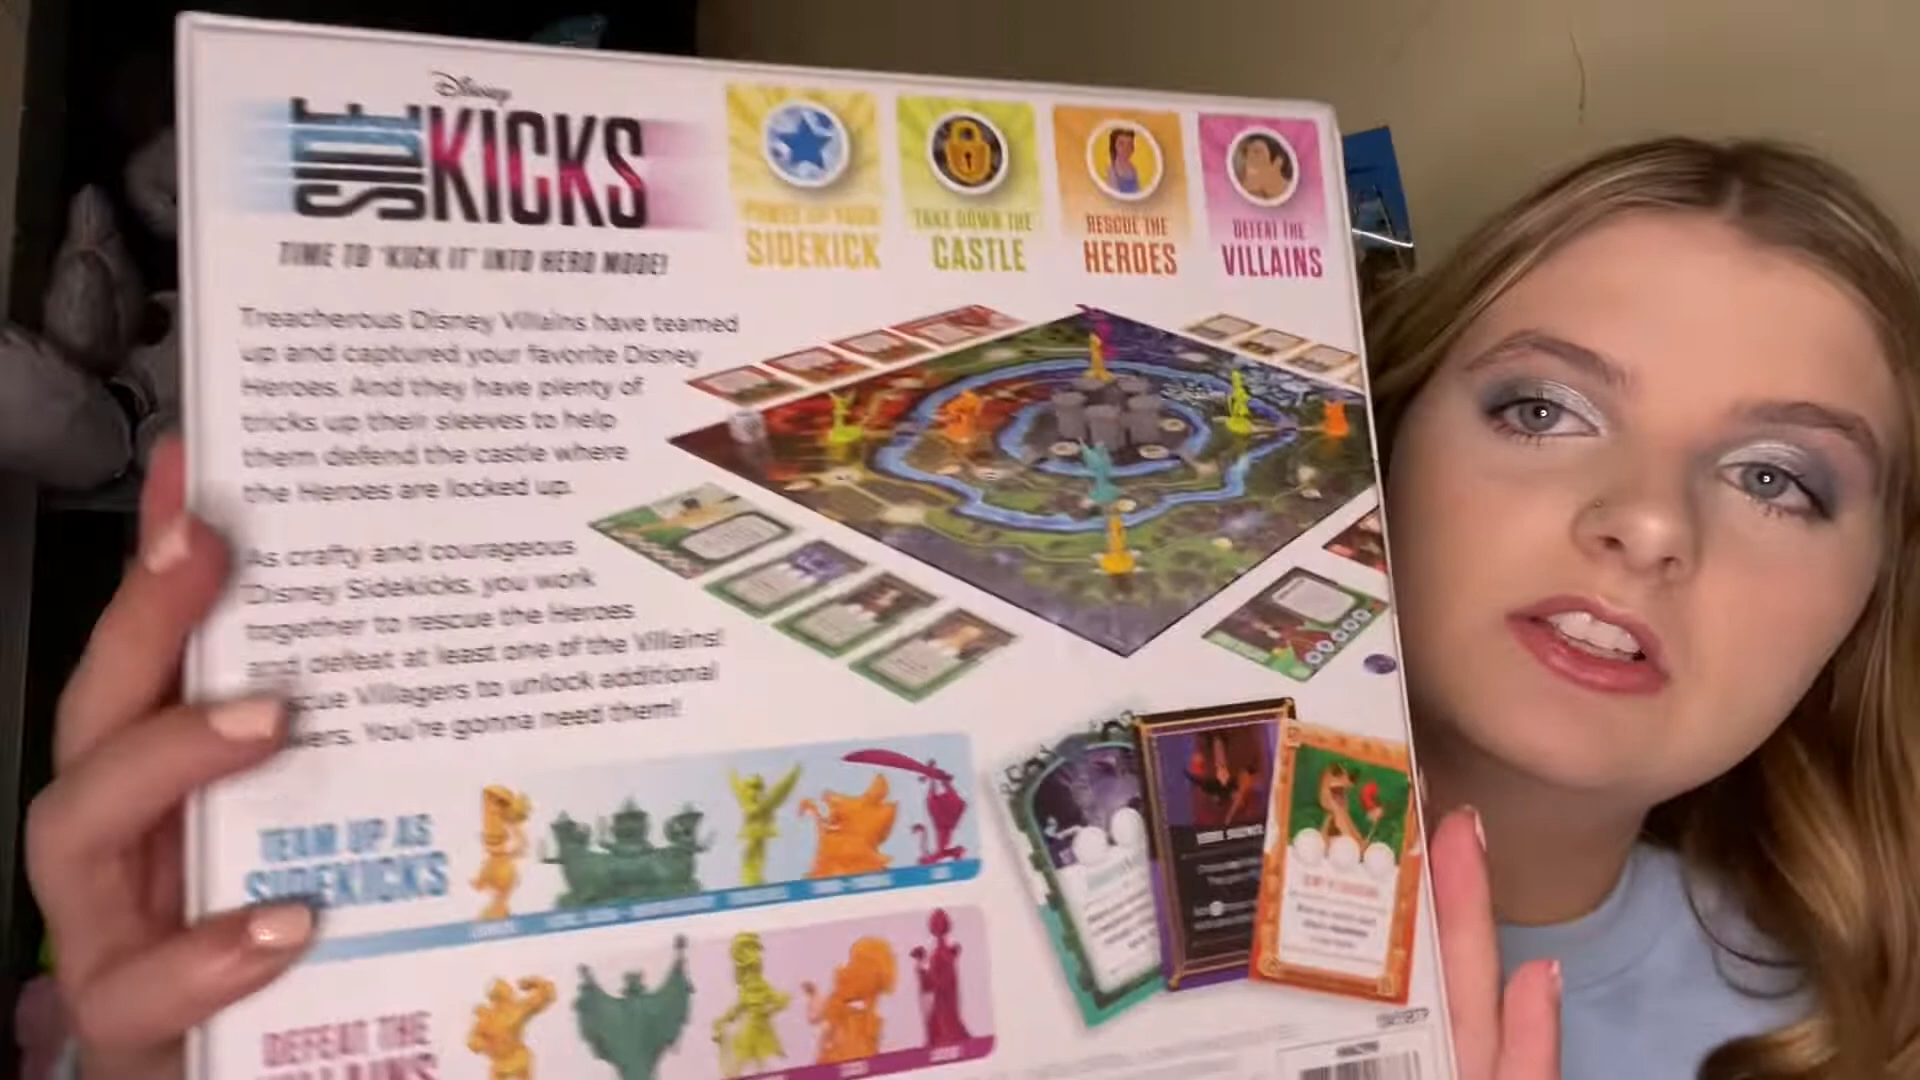 Disney
SIDEKICKS
TIME TO "KICK IT" INTO HERO MODE!
POWER UP YOUR
SIDEKICK
TAKE DOWN THE
CASTLE
RESCUE THE
HEROES
DEFEAT THE
VILLAINS
Treacherous Disney Villains have teamed
up and captured your favorite Disney
Heroes. And they have plenty of
tricks up their sleeves to help
them defend the castle where
the Heroes are locked up.
As crafty and courageous
Disney Sidekicks, you work
together to rescue the Heroes
and defeat at least one of the Villains!
scue Villagers to unlock additional
wers. You're gonna need them!
TEAM UP AS
SIDEKICKS
DEFEAT THE
VILLAINS